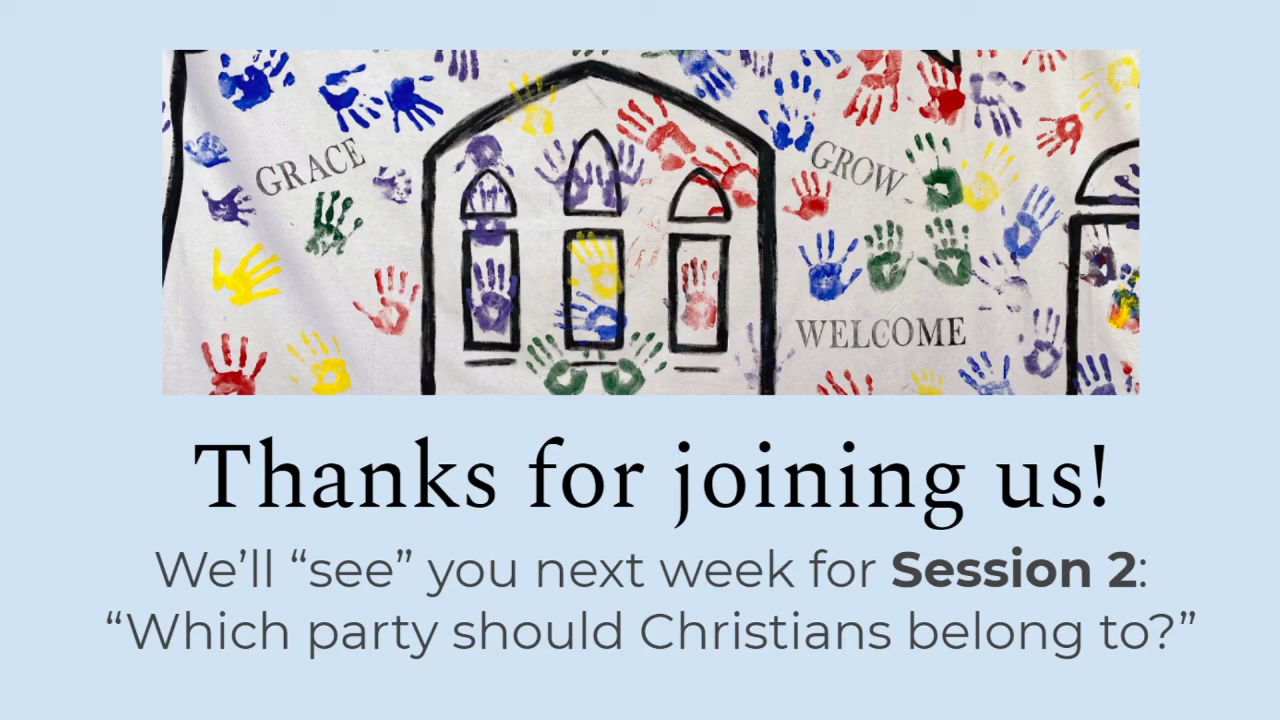 GRACE
GROW
WELCOME
Thanks for joining us!
We’ll “see” you next week for Session 2:
“Which party should Christians belong to?”